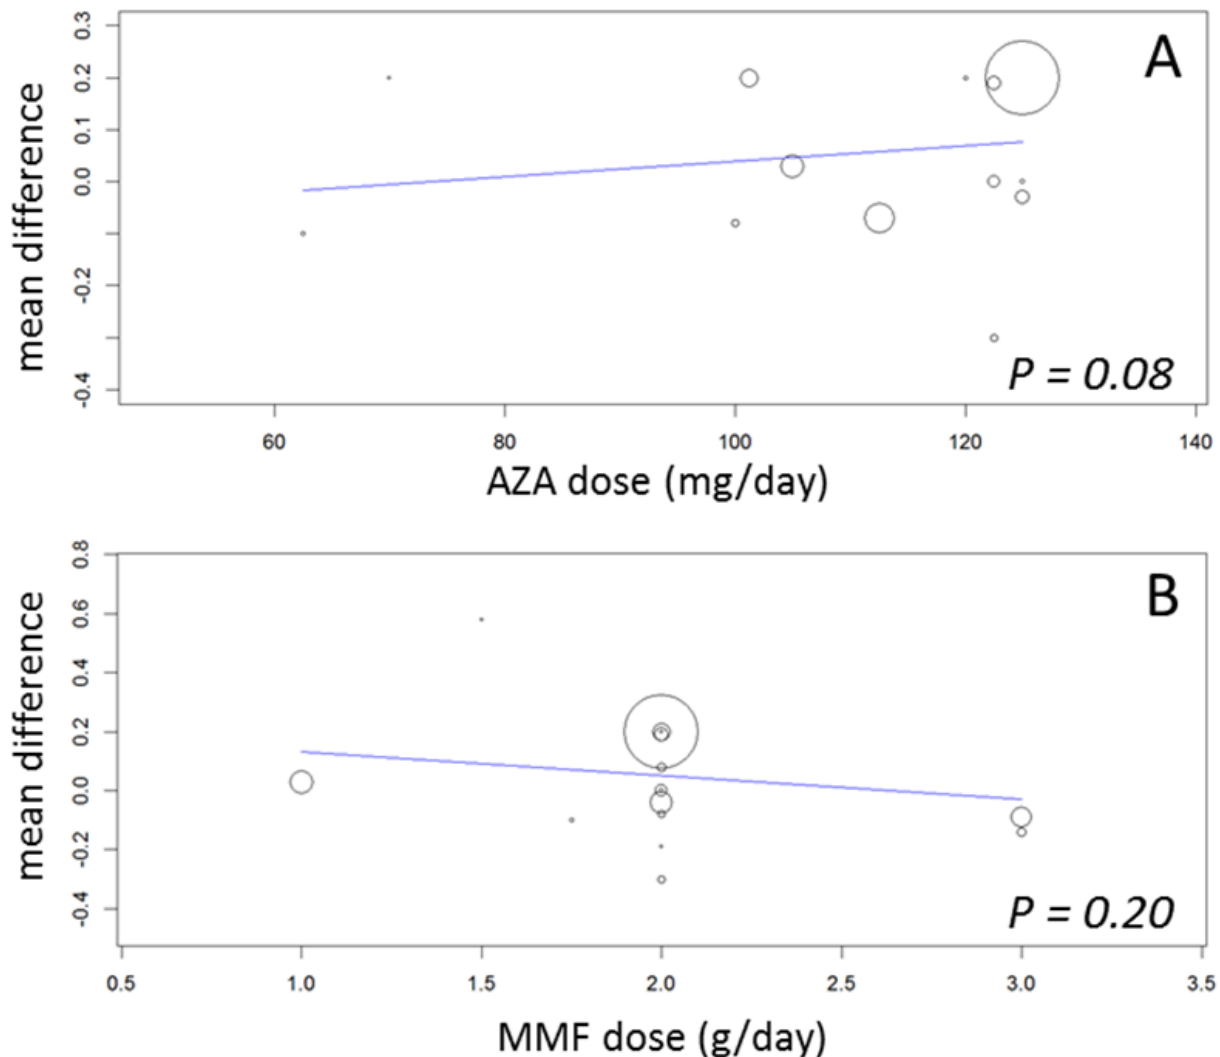 A
mean difference
0.3
0.2
0.1
0.0
-0.2
-0.4
P = 0.08
60 80 100 120 140
AZA dose (mg/day)
B
mean difference
0.8
0.6
0.4
0.2
0.0
-0.2
-0.4
P = 0.20
0.5 1.0 1.5 2.0 2.5 3.0 3.5
MMF dose (g/day)